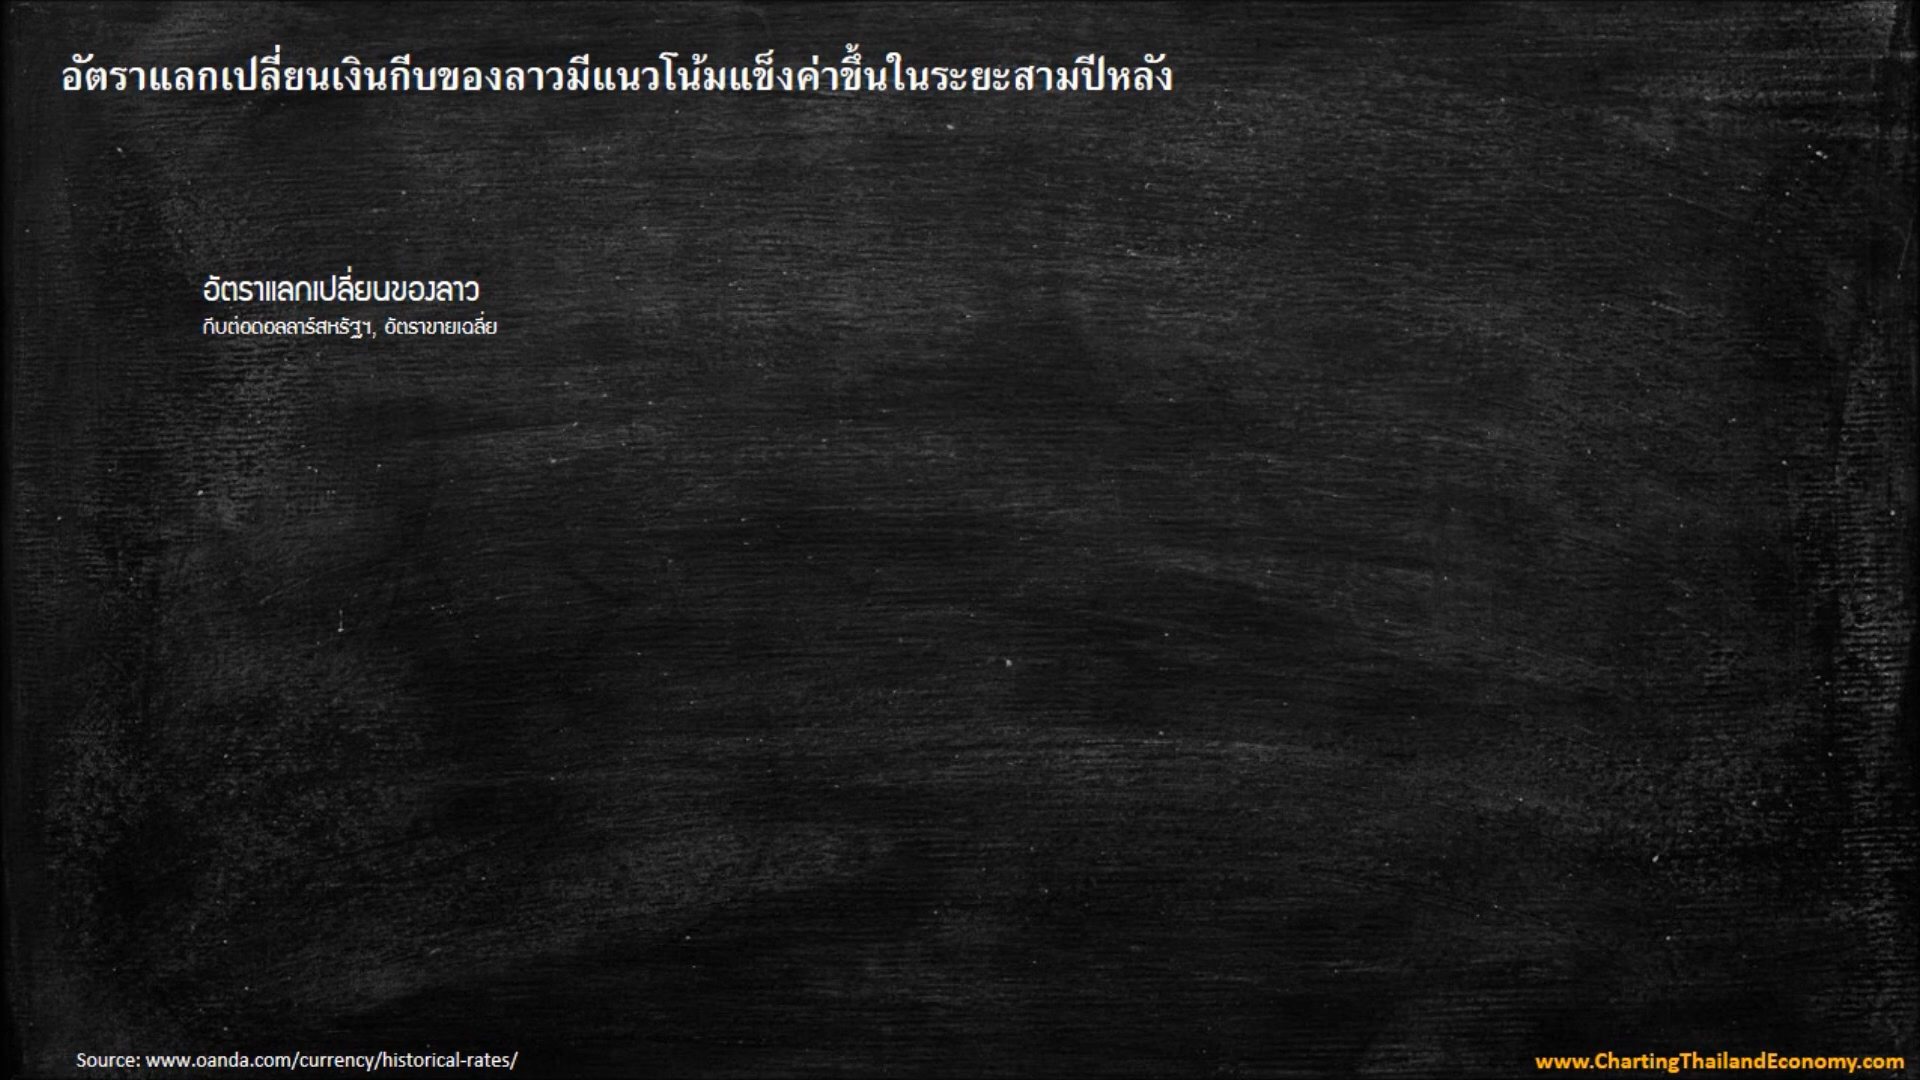 อัตราแลกเปลี่ยนเงินกีบของลาวมีแนวโน้มแข็งค่าขึ้นในระยะสามปีหลัง
อัตราแลกเปลี่ยนของลาว
กีบต่อดอลลาร์สหรัฐฯ, อัตราขายเฉลี่ย
Source: www.oanda.com/currency/historical-rates/
www.ChartingThailandEconomy.com